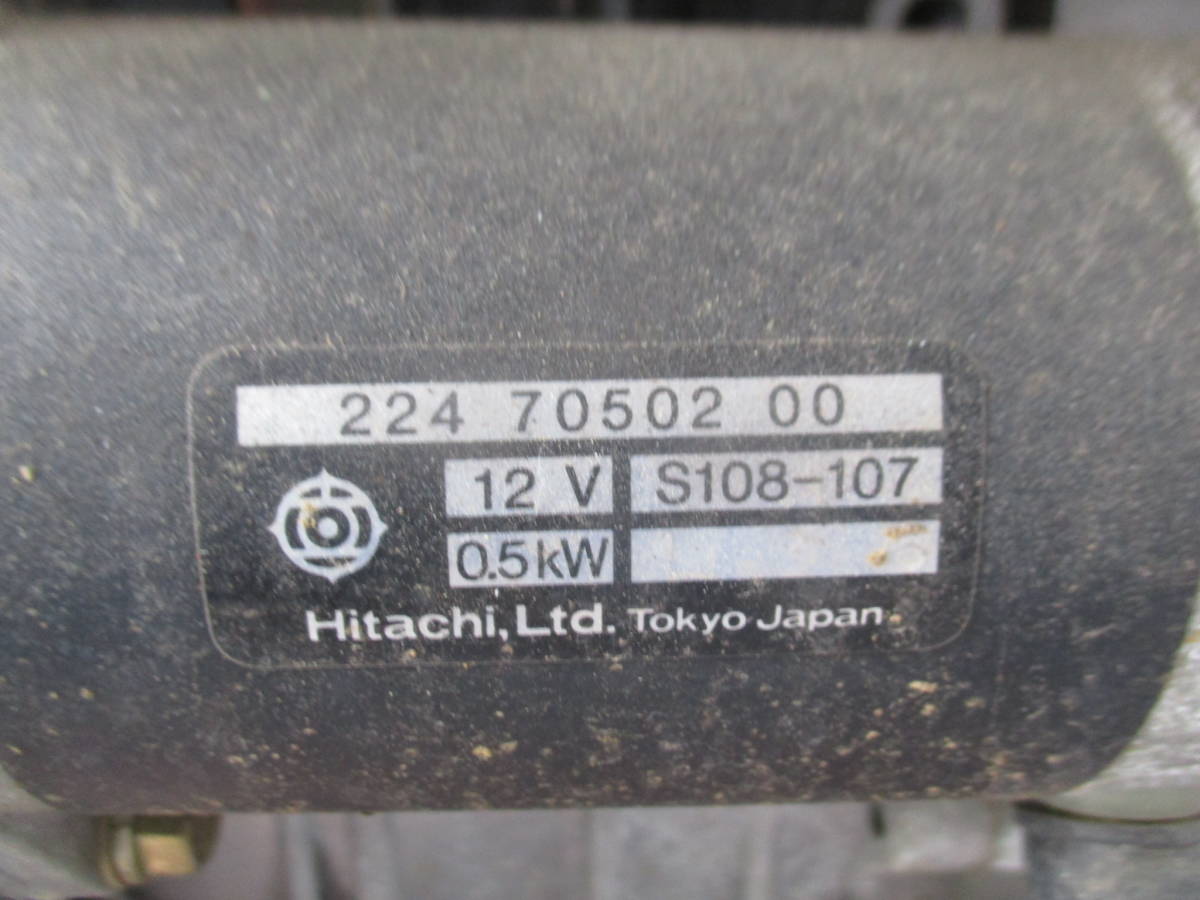 224 70502 00
12 V S108-107
0.5kW
Hitachi, Ltd. Tokyo Japan